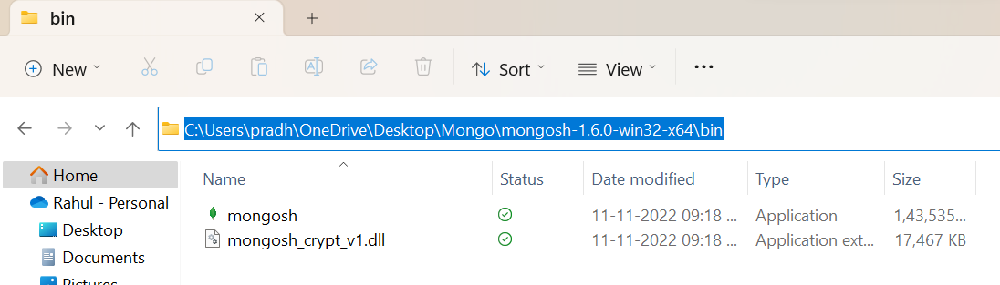 bin
New
Sort
View
C:\Users\pradh\OneDrive\Desktop\Mongo\mongosh-1.6.0-win32-x64\bin
Home
Rahul - Personal
Desktop
Documents
Pictures
Name Status Date modified Type Size
mongosh 11-11-2022 09:18 ... Application 1,43,535...
mongosh_crypt_v1.dll 11-11-2022 09:18 ... Application ext... 17,467 KB